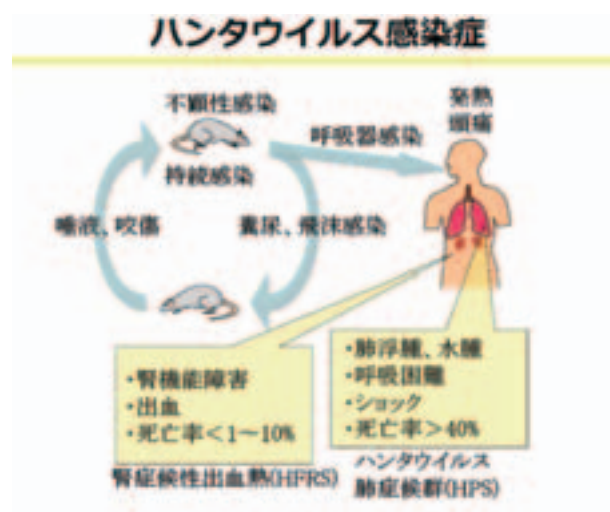 ハンタウイルス感染症
不顕性感染
持続感染
呼吸器感染
発熱
頭痛
唾液、咬傷
糞尿、飛沫感染
・腎機能障害
・出血
・死亡率<1~10%
腎症候性出血熱(HFRS)
・肺浮腫、水腫
・呼吸困難
・ショック
・死亡率>40%
ハンタウイルス
肺症候群(HPS)